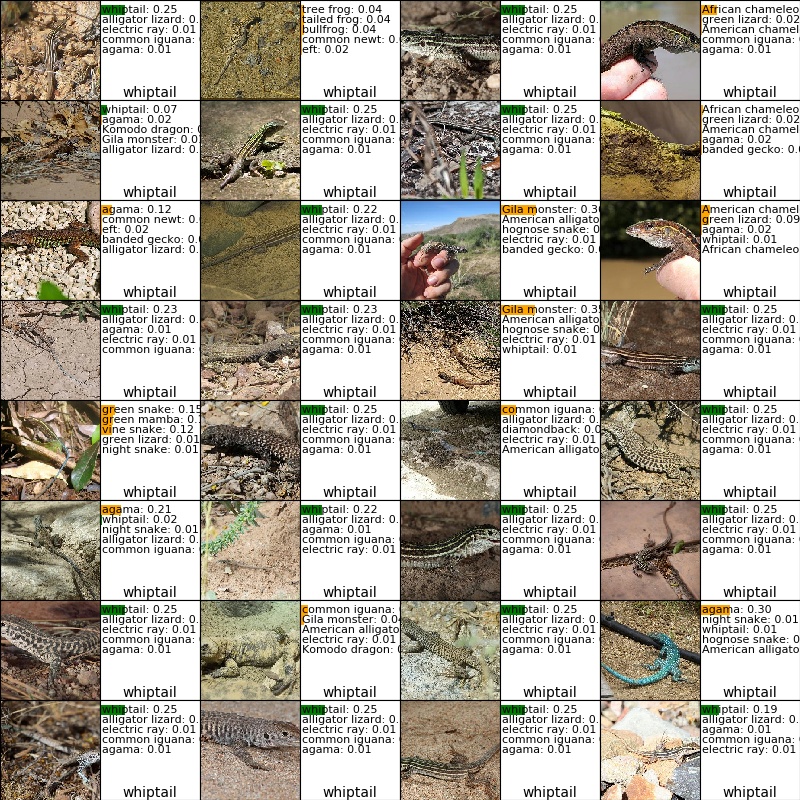 whiptail: 0.25
alligator lizard: 0.
electric ray: 0.01
common iguana:
agama: 0.01
whiptail
tree frog: 0.04
tailed frog: 0.04
bullfrog: 0.04
common newt: 0.
eft: 0.02
whiptail
whiptail: 0.25
alligator lizard: 0.
electric ray: 0.01
common iguana:
agama: 0.01
whiptail
African chameleo
green lizard: 0.02
American chamel
common iguana:
agama: 0.01
whiptail
whiptail: 0.07
agama: 0.02
Komodo dragon: 0
Gila monster: 0.0
alligator lizard: 0.
whiptail
whiptail: 0.25
alligator lizard: 0.
electric ray: 0.01
common iguana:
agama: 0.01
whiptail
whiptail: 0.25
alligator lizard: 0.
electric ray: 0.01
common iguana:
agama: 0.01
whiptail
African chameleo
green lizard: 0.02
American chamel
agama: 0.02
banded gecko: 0.0
whiptail
agama: 0.12
common newt: 0.
eft: 0.02
banded gecko: 0.0
alligator lizard: 0.
whiptail
whiptail: 0.22
alligator lizard: 0.
electric ray: 0.01
common iguana:
agama: 0.01
whiptail
Gila monster: 0.30
American alligato
hognose snake: 0
electric ray: 0.01
banded gecko: 0.0
whiptail
American chamel
green lizard: 0.09
agama: 0.02
whiptail: 0.01
African chameleo
whiptail
whiptail: 0.23
alligator lizard: 0.
agama: 0.01
electric ray: 0.01
common iguana:
whiptail
whiptail: 0.23
alligator lizard: 0.
electric ray: 0.01
common iguana:
agama: 0.01
whiptail
Gila monster: 0.35
American alligato
hognose snake: 0
electric ray: 0.01
whiptail: 0.01
whiptail
whiptail: 0.25
alligator lizard: 0.
electric ray: 0.01
common iguana:
agama: 0.01
whiptail
green snake: 0.15
green mamba: 0.
vine snake: 0.12
green lizard: 0.01
night snake: 0.01
whiptail
whiptail: 0.25
alligator lizard: 0.
electric ray: 0.01
common iguana:
agama: 0.01
whiptail
common iguana:
diamondback: 0.0
electric ray: 0.01
American alligato
whiptail
whiptail: 0.25
alligator lizard: 0.
electric ray: 0.01
common iguana:
agama: 0.01
whiptail
agama: 0.21
whiptail: 0.02
night snake: 0.01
alligator lizard: 0.
common iguana:
whiptail
whiptail: 0.22
alligator lizard: 0.
agama: 0.01
common iguana:
electric ray: 0.01
whiptail
whiptail: 0.25
alligator lizard: 0.
electric ray: 0.01
common iguana:
agama: 0.01
whiptail
whiptail: 0.25
alligator lizard: 0.
electric ray: 0.01
common iguana:
agama: 0.01
whiptail
whiptail: 0.25
alligator lizard: 0.
electric ray: 0.01
common iguana:
agama: 0.01
whiptail
common iguana:
Gila monster: 0.04
American alligato
electric ray: 0.01
Komodo dragon: 0
whiptail
whiptail: 0.25
alligator lizard: 0.
electric ray: 0.01
common iguana:
agama: 0.01
whiptail
agama: 0.30
night snake: 0.01
whiptail: 0.01
hognose snake: 0
American alligato
whiptail
whiptail: 0.25
alligator lizard: 0.
electric ray: 0.01
common iguana:
agama: 0.01
whiptail
whiptail: 0.25
alligator lizard: 0.
electric ray: 0.01
common iguana:
agama: 0.01
whiptail
whiptail: 0.25
alligator lizard: 0.
electric ray: 0.01
common iguana:
agama: 0.01
whiptail
whiptail: 0.19
alligator lizard: 0.
agama: 0.01
common iguana:
electric ray: 0.01
whiptail